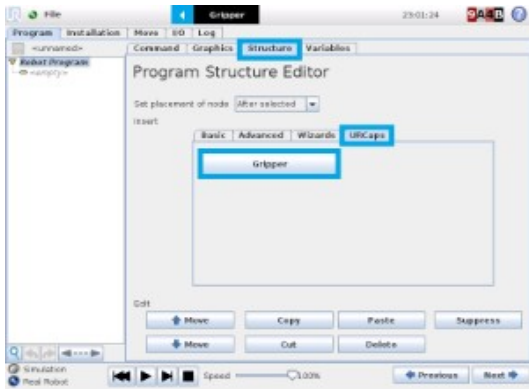 File
Gripper
23:01:24
9A4B
?
Program Installation Move I/O Log
<unnamed>
Command Graphics Structure Variables
Robot Program
<empty>
Program Structure Editor
Set placement of node After selected
Insert
Basic Advanced Wizards URCaps
Gripper
Edit
Move Copy Paste Suppress
Move Cut Delete
Simulation
Real Robot
Speed 100%
Previous Next